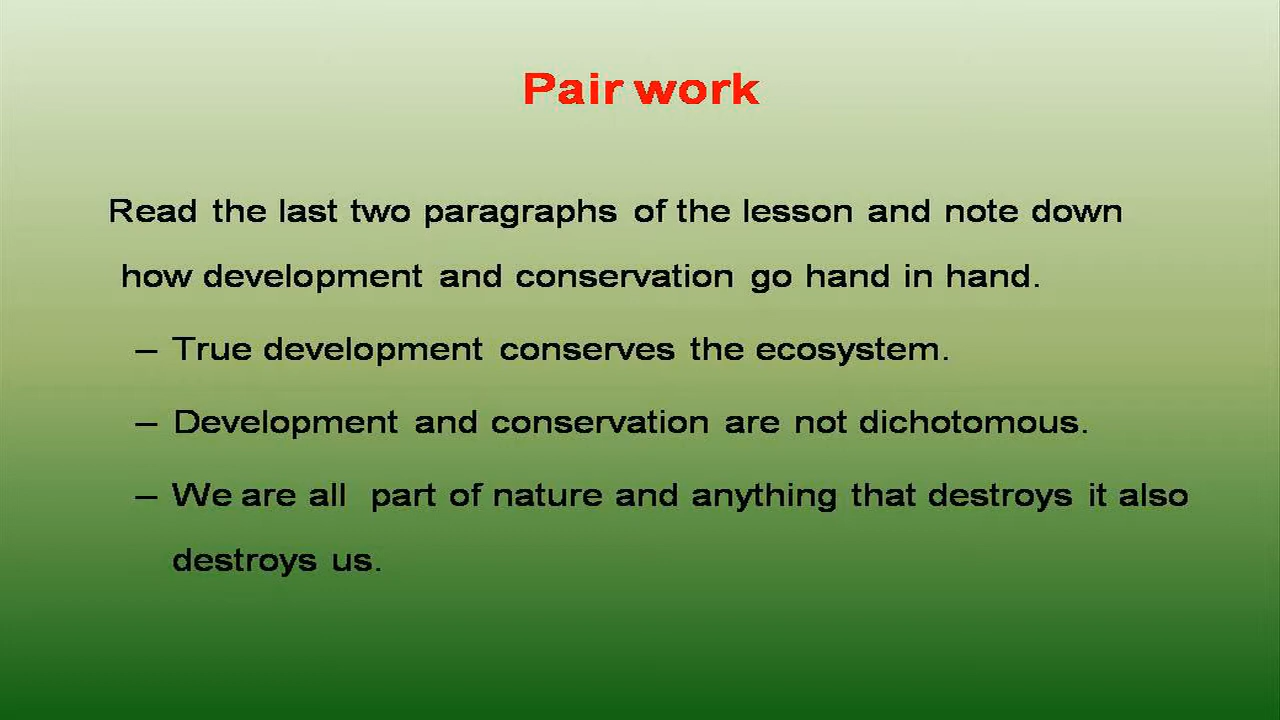 Pair work
Read the last two paragraphs of the lesson and note down
how development and conservation go hand in hand.
– True development conserves the ecosystem.
– Development and conservation are not dichotomous.
– We are all part of nature and anything that destroys it also
destroys us.